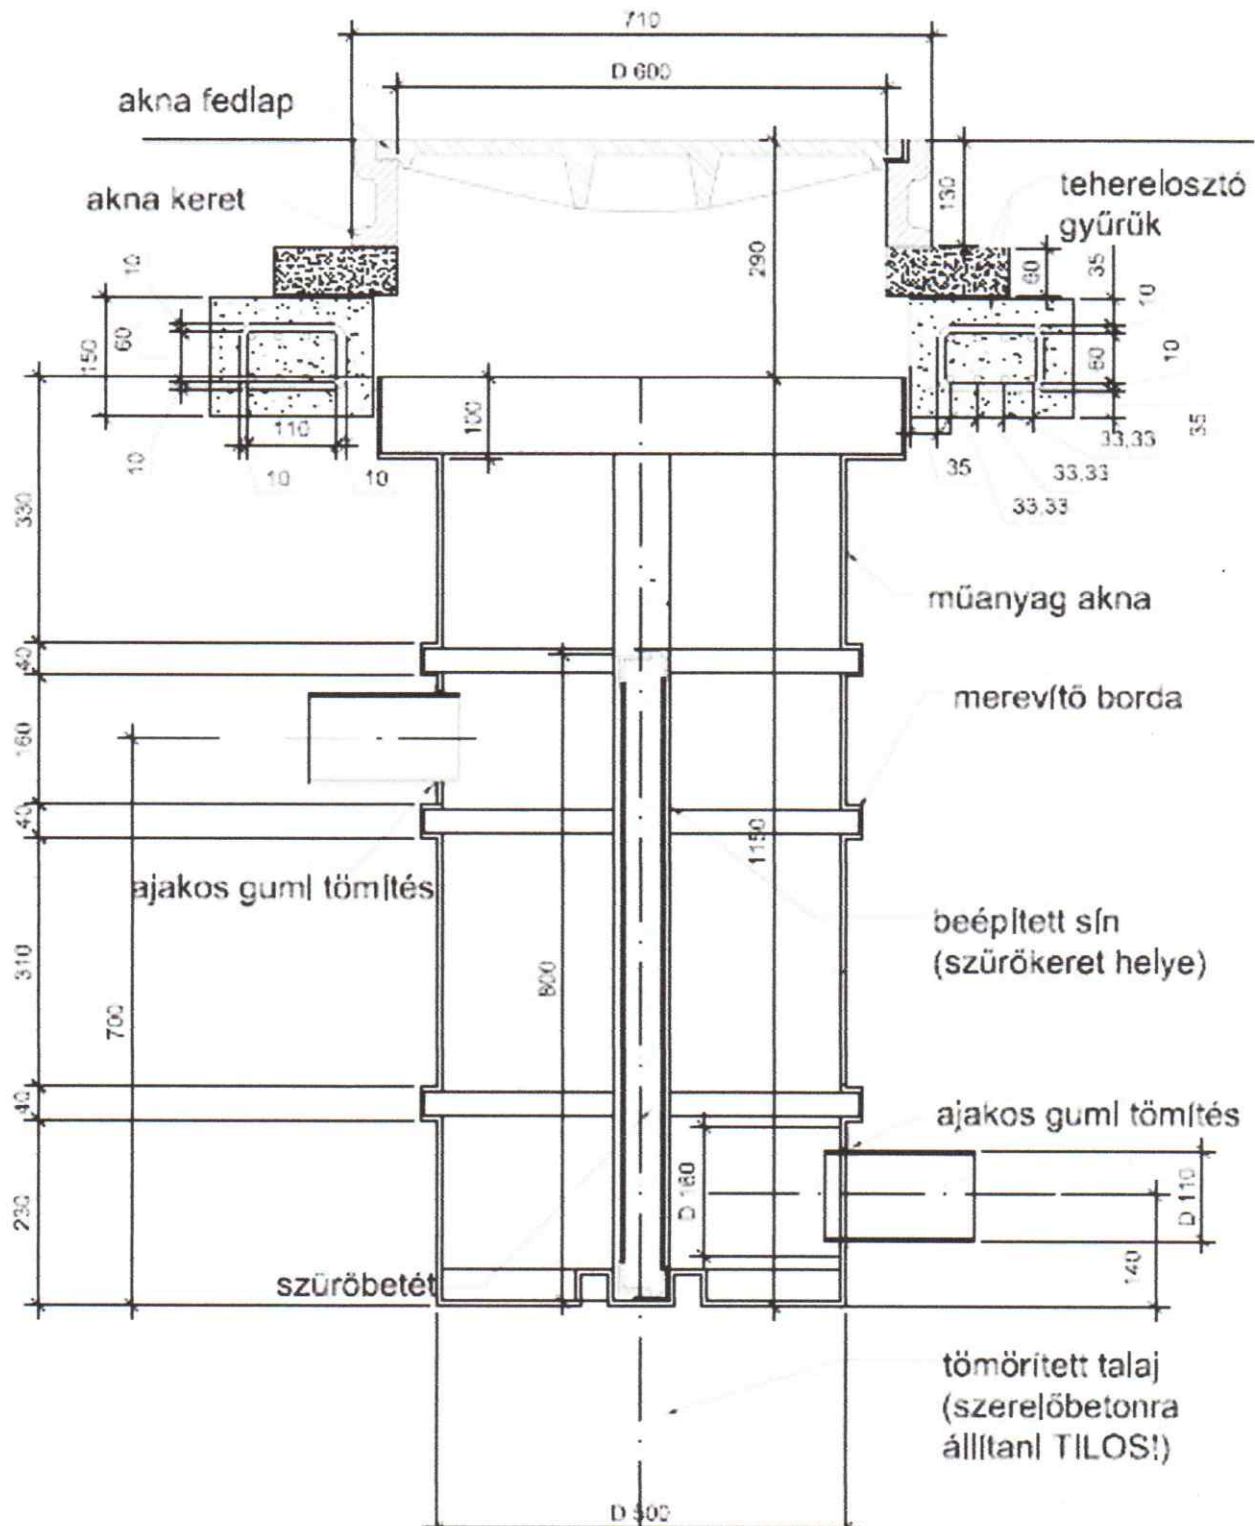 710
D 600
akna fedlap
akna keret
teherelosztó
gyűrűk
130
290
60
35
10
10
60
150
60
10
35
100
110
10
10
10
35
33,33
33,33
33,33
330
műanyag akna
40
merevítő borda
160
40
ajakos gumi tömítés
1150
beépített sín
(szűrőkeret helye)
310
800
700
40
ajakos gumi tömítés
D 160
D 110
230
140
szűrőbetét
tömörített talaj
(szerelőbetonra
állítani TILOS!)